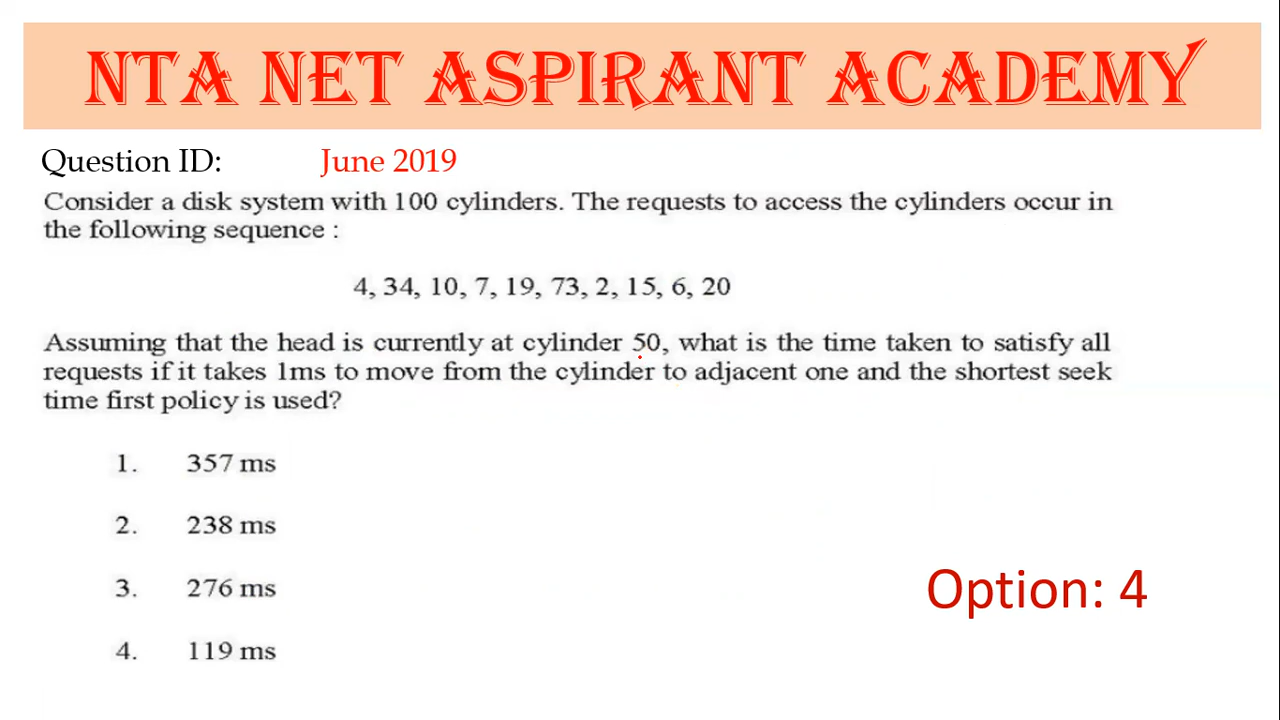 NTA NET ASPIRANT ACADEMY
Question ID: June 2019
Consider a disk system with 100 cylinders. The requests to access the cylinders occur in
the following sequence :
4, 34, 10, 7, 19, 73, 2, 15, 6, 20
Assuming that the head is currently at cylinder 50, what is the time taken to satisfy all
requests if it takes 1ms to move from the cylinder to adjacent one and the shortest seek
time first policy is used?
1. 357 ms
2. 238 ms
3. 276 ms
Option: 4
4. 119 ms